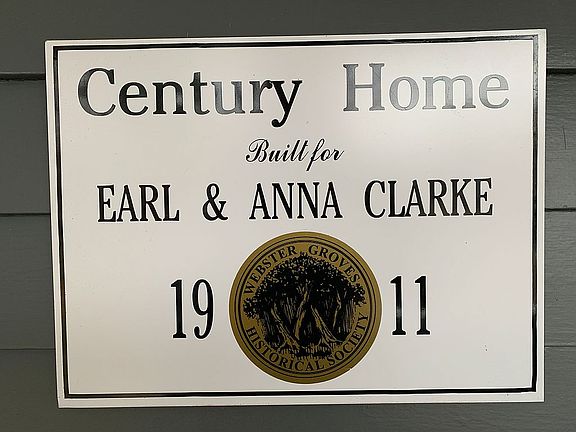 Century Home
Built for
EARL & ANNA CLARKE
19 11
WEBSTER GROVES
HISTORICAL SOCIETY